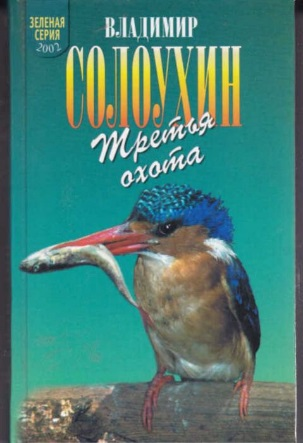 ЗЕЛЕНАЯ
СЕРИЯ
2002
ВЛАДИМИР
СОЛОУХИН
Третья
охота